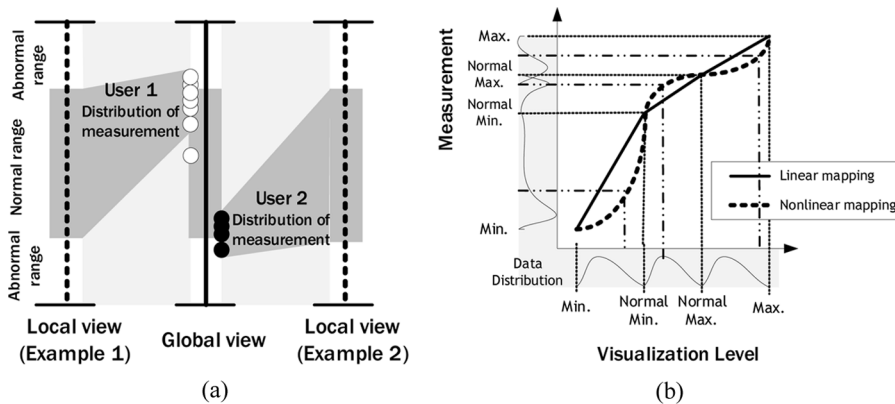 Abnormal
range
Normal range
Abnormal
range
User 1
Distribution of
measurement
User 2
Distribution of
measurement
Local view
(Example 1)
Global view
Local view
(Example 2)
(a)
Measurement
Max.
Normal
Max.
Normal
Min.
Min.
Linear mapping
Nonlinear mapping
Data
Distribution
Min.
Normal
Min.
Normal
Max.
Max.
Visualization Level
(b)